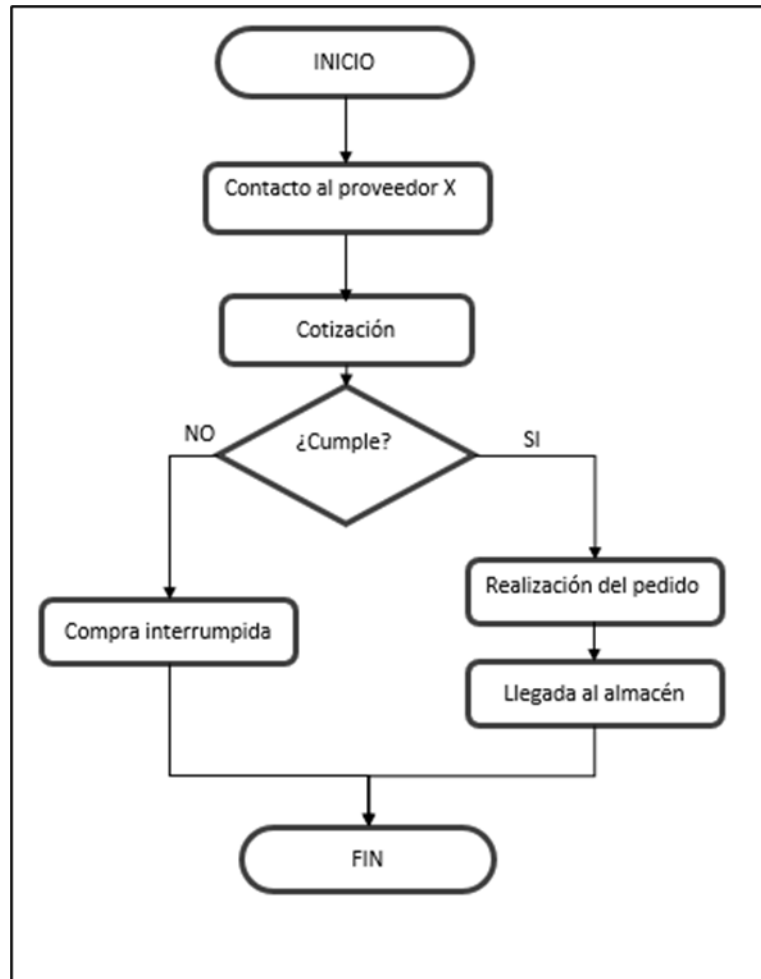 INICIO
Contacto al proveedor X
Cotización
¿Cumple?
NO
SI
Realización del pedido
Compra interrumpida
Llegada al almacén
FIN